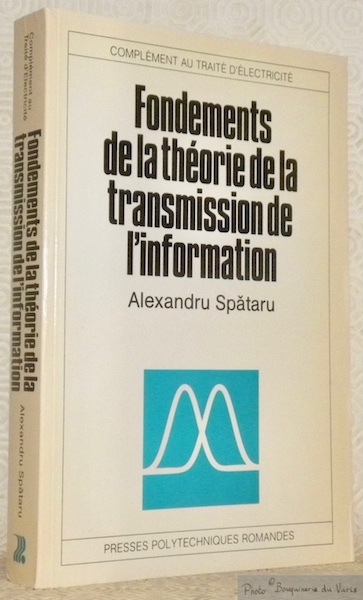 COMPLÉMENT AU TRAITÉ D'ÉLECTRICITÉ
Fondements
de la théorie de la
transmission de
l'information
Alexandru Spătaru
PRESSES POLYTECHNIQUES ROMANDES
Complément au
Traité d'Électricité
Fondements de la théorie de la
transmission de l'information
Alexandru Spătaru
Photo © Bouquinerie du Varis